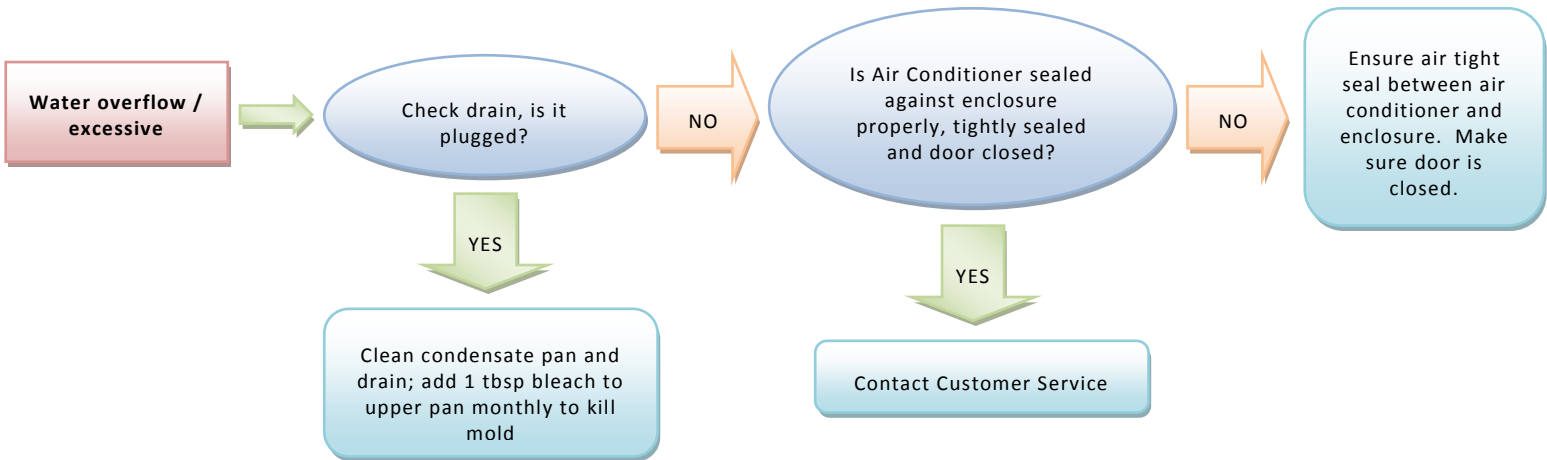 Water overflow /
excessive
Check drain, is it
plugged?
NO
Is Air Conditioner sealed
against enclosure
properly, tightly sealed
and door closed?
NO
Ensure air tight
seal between air
conditioner and
enclosure.  Make
sure door is
closed.
YES
Clean condensate pan and
drain; add 1 tbsp bleach to
upper pan monthly to kill
mold
YES
Contact Customer Service